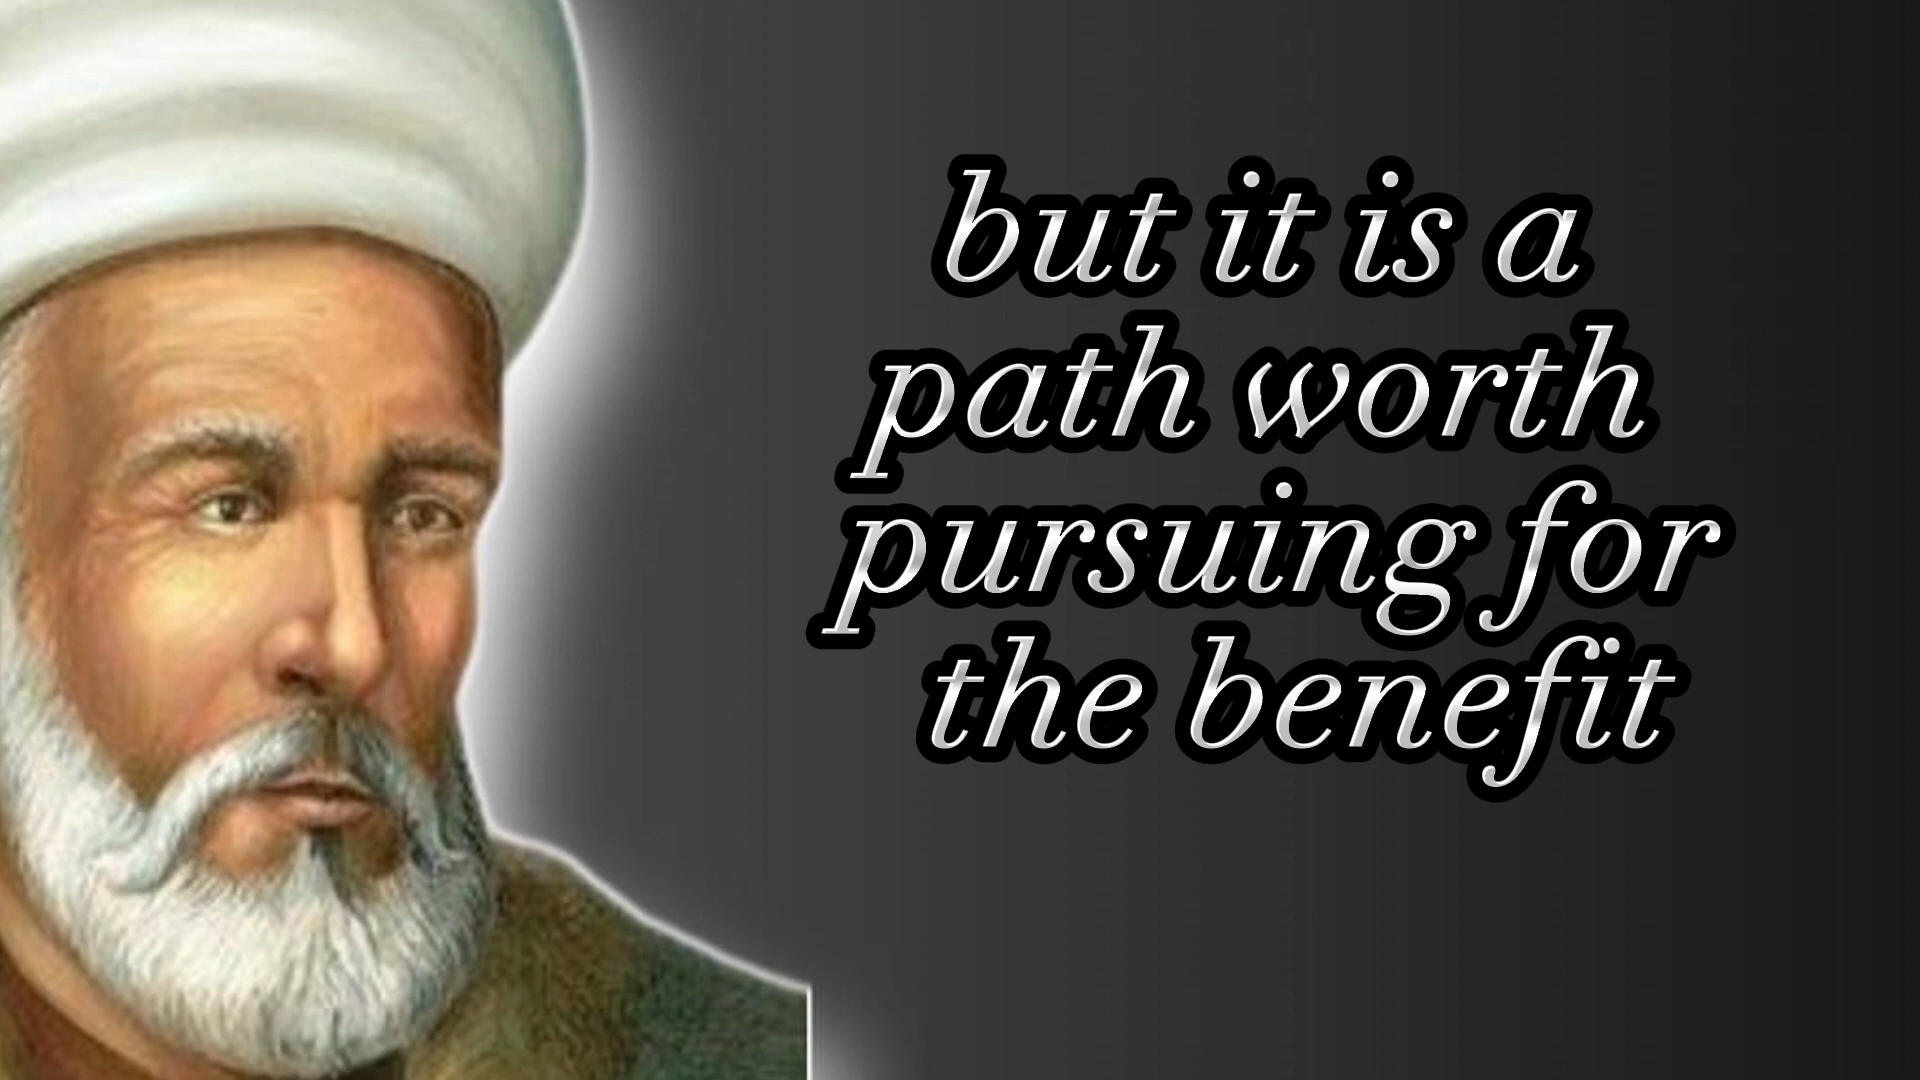 but it is a
path worth
pursuing for
the benefit